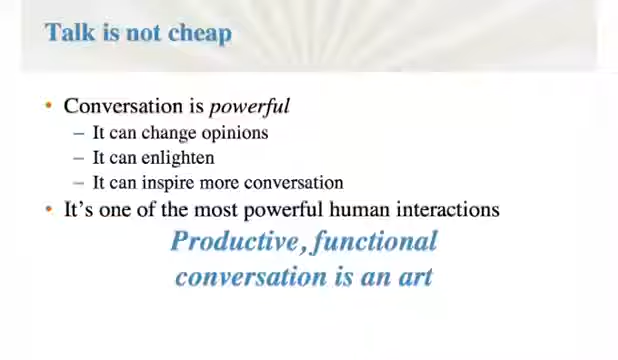 Talk is not cheap
• Conversation is powerful
– It can change opinions
– It can enlighten
– It can inspire more conversation
• It's one of the most powerful human interactions
Productive, functional
conversation is an art